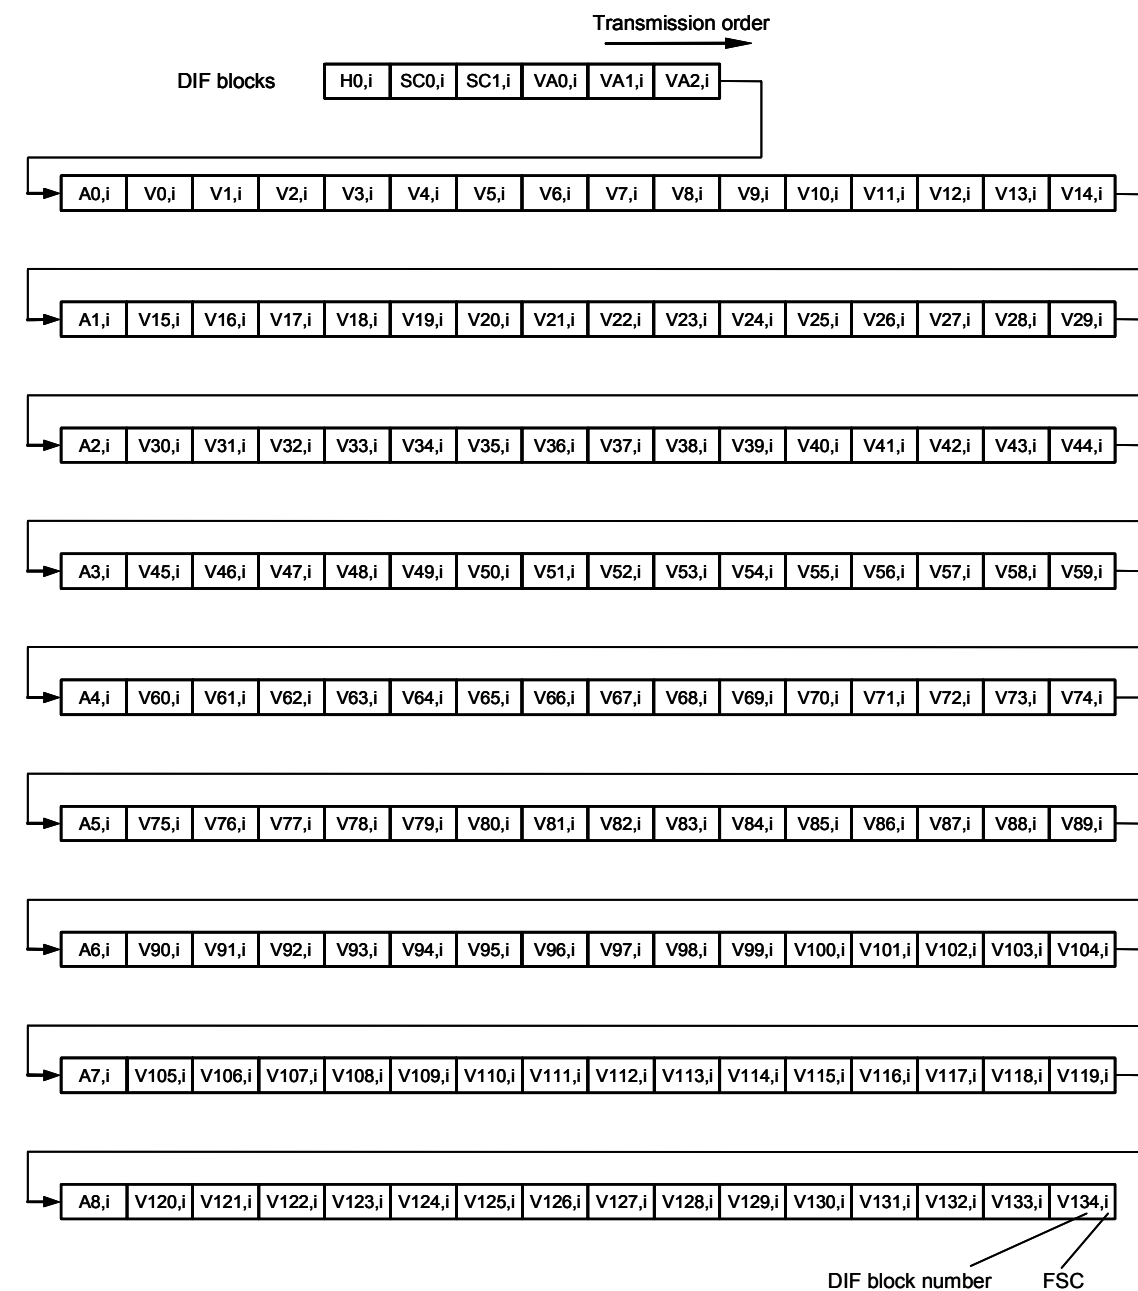 Transmission order
DIF blocks H0,i SC0,i SC1,i VA0,i VA1,i VA2,i
A0,i V0,i V1,i V2,i V3,i V4,i V5,i V6,i V7,i V8,i V9,i V10,i V11,i V12,i V13,i V14,i
A1,i V15,i V16,i V17,i V18,i V19,i V20,i V21,i V22,i V23,i V24,i V25,i V26,i V27,i V28,i V29,i
A2,i V30,i V31,i V32,i V33,i V34,i V35,i V36,i V37,i V38,i V39,i V40,i V41,i V42,i V43,i V44,i
A3,i V45,i V46,i V47,i V48,i V49,i V50,i V51,i V52,i V53,i V54,i V55,i V56,i V57,i V58,i V59,i
A4,i V60,i V61,i V62,i V63,i V64,i V65,i V66,i V67,i V68,i V69,i V70,i V71,i V72,i V73,i V74,i
A5,i V75,i V76,i V77,i V78,i V79,i V80,i V81,i V82,i V83,i V84,i V85,i V86,i V87,i V88,i V89,i
A6,i V90,i V91,i V92,i V93,i V94,i V95,i V96,i V97,i V98,i V99,i V100,i V101,i V102,i V103,i V104,i
A7,i V105,i V106,i V107,i V108,i V109,i V110,i V111,i V112,i V113,i V114,i V115,i V116,i V117,i V118,i V119,i
A8,i V120,i V121,i V122,i V123,i V124,i V125,i V126,i V127,i V128,i V129,i V130,i V131,i V132,i V133,i V134,i
DIF block number FSC